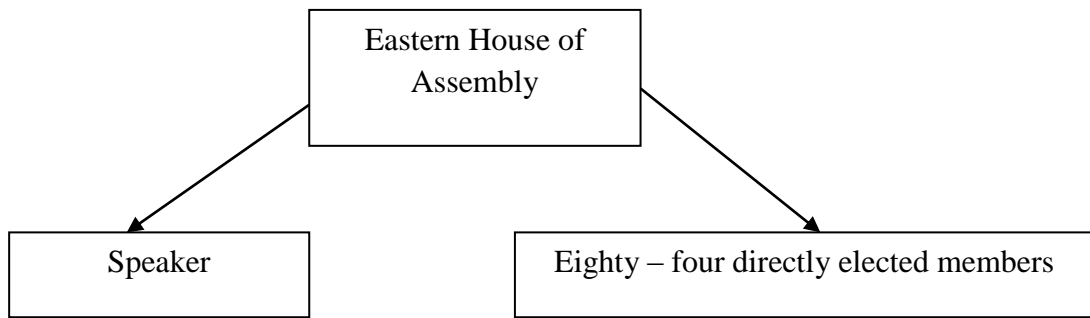 Eastern House of
Assembly
Speaker
Eighty – four directly elected members